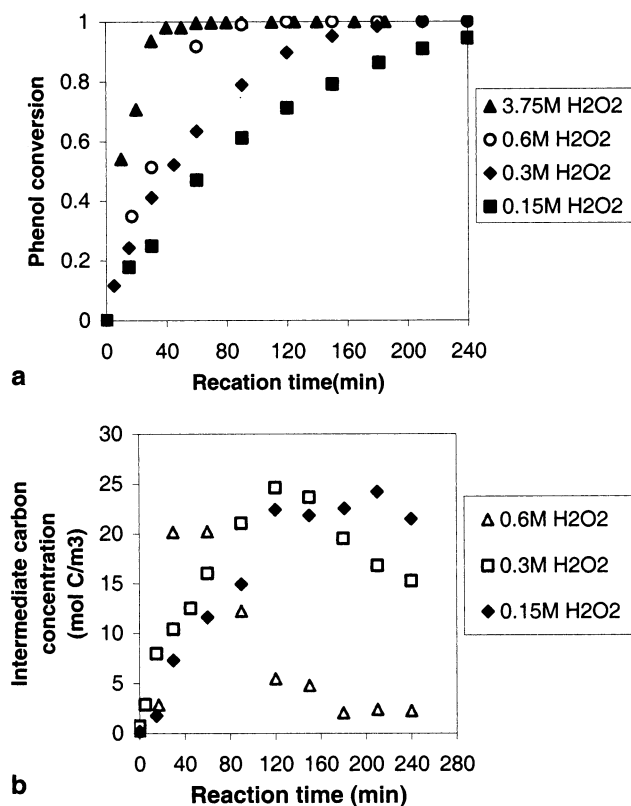 Phenol conversion
1
0.8
0.6
0.4
0.2
0
0 40 80 120 160 200 240
Recation time(min)
3.75M H2O2
0.6M H2O2
0.3M H2O2
0.15M H2O2
a
Intermediate carbon
concentration
(mol C/m3)
30
25
20
15
10
5
0
0 40 80 120 160 200 240 280
Reaction time (min)
0.6M H2O2
0.3M H2O2
0.15M H2O2
b